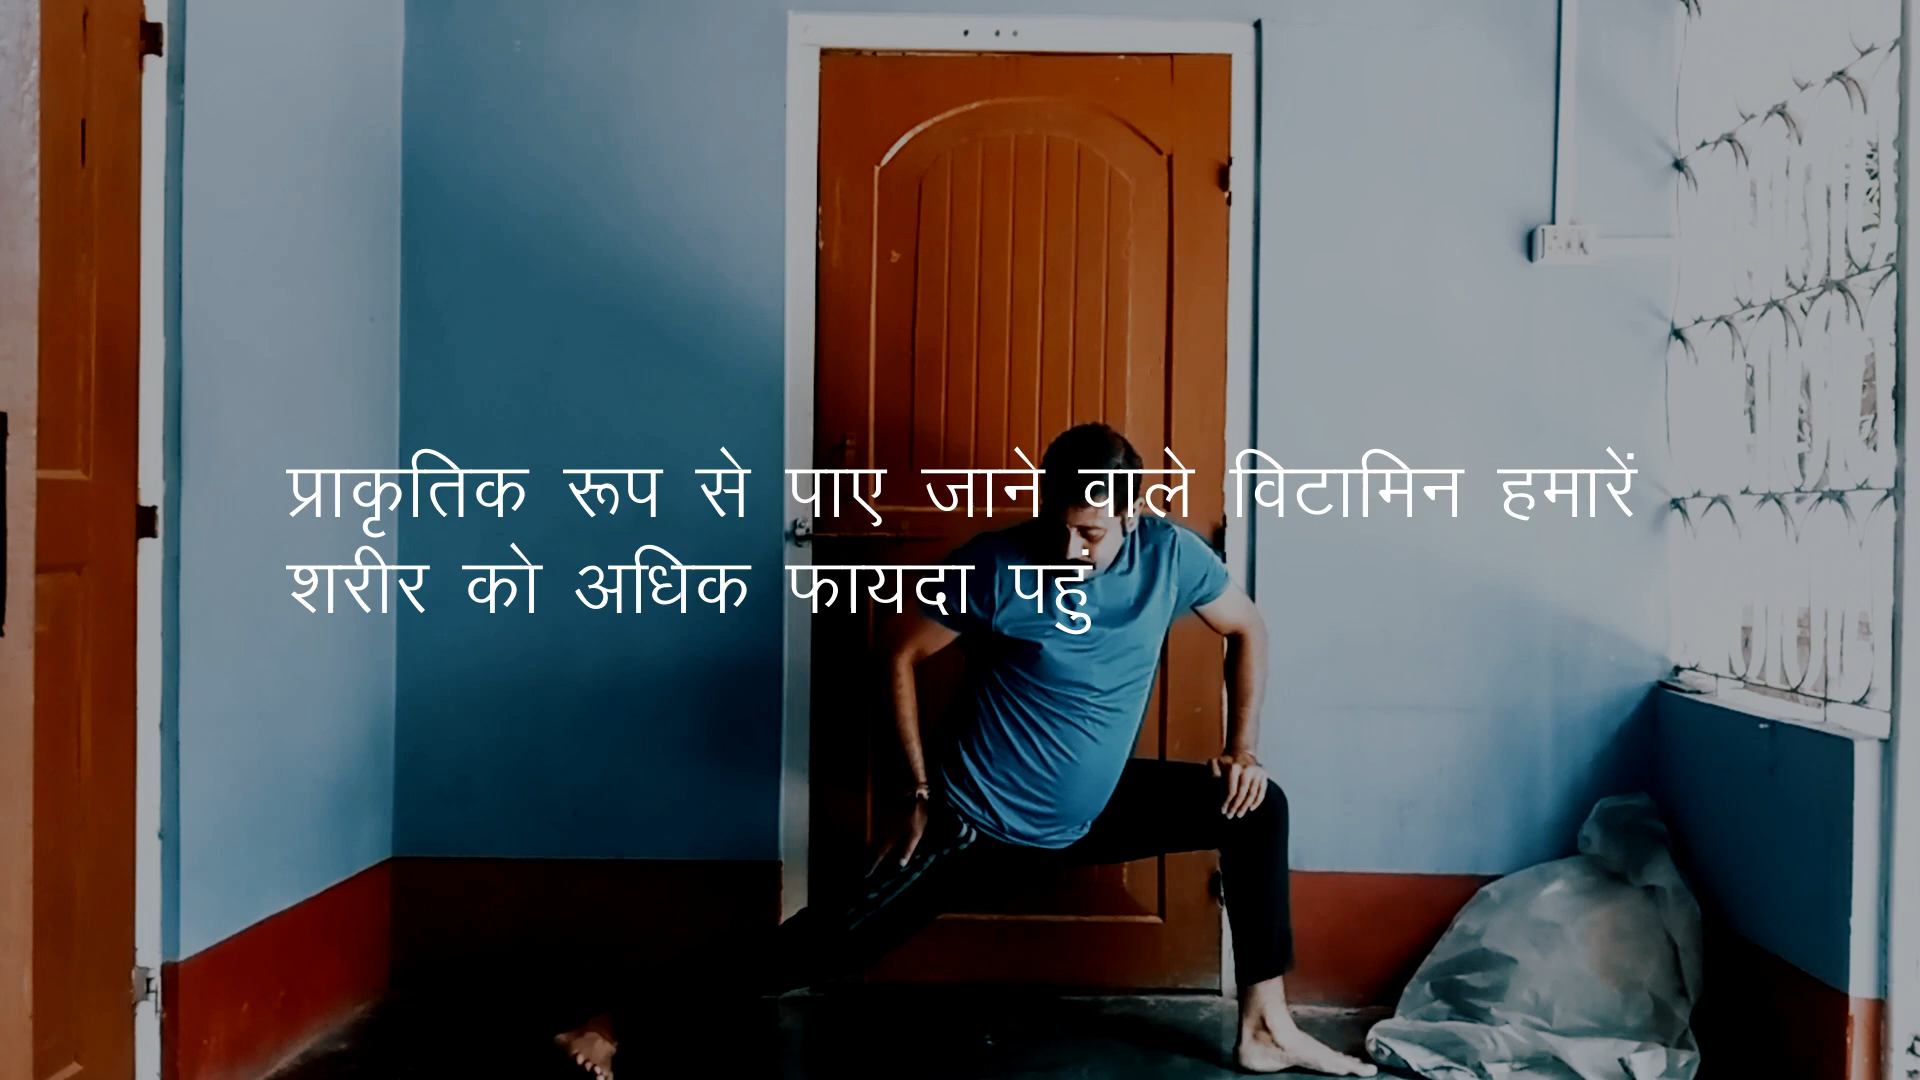 प्राकृतिक रूप से पाए जाने वाले विटामिन हमारें
शरीर को अधिक फायदा पहुं